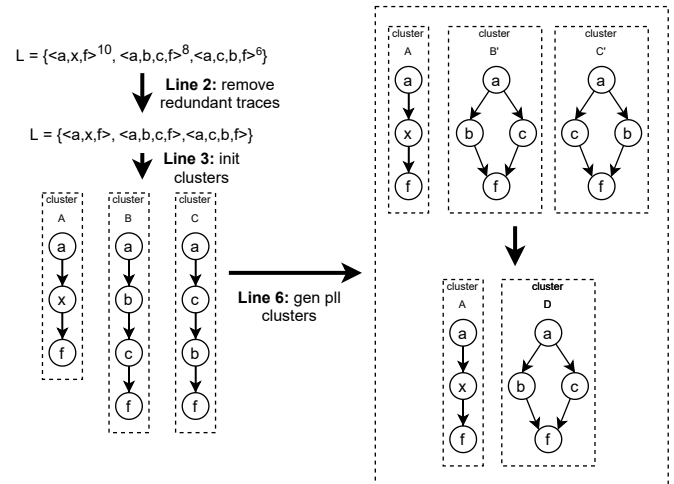 L = {<a,x,f>10, <a,b,c,f>8,<a,c,b,f>6}
Line 2: remove
redundant traces
L = {<a,x,f>, <a,b,c,f>,<a,c,b,f>}
Line 3: init
clusters
cluster
A
a
x
f
cluster
B
a
b
c
f
cluster
C
a
c
b
f
Line 6: gen pll
clusters
cluster
A
a
x
f
cluster
B'
a
b
c
f
cluster
C'
a
c
b
f
cluster
A
a
x
f
cluster
D
a
b
c
f